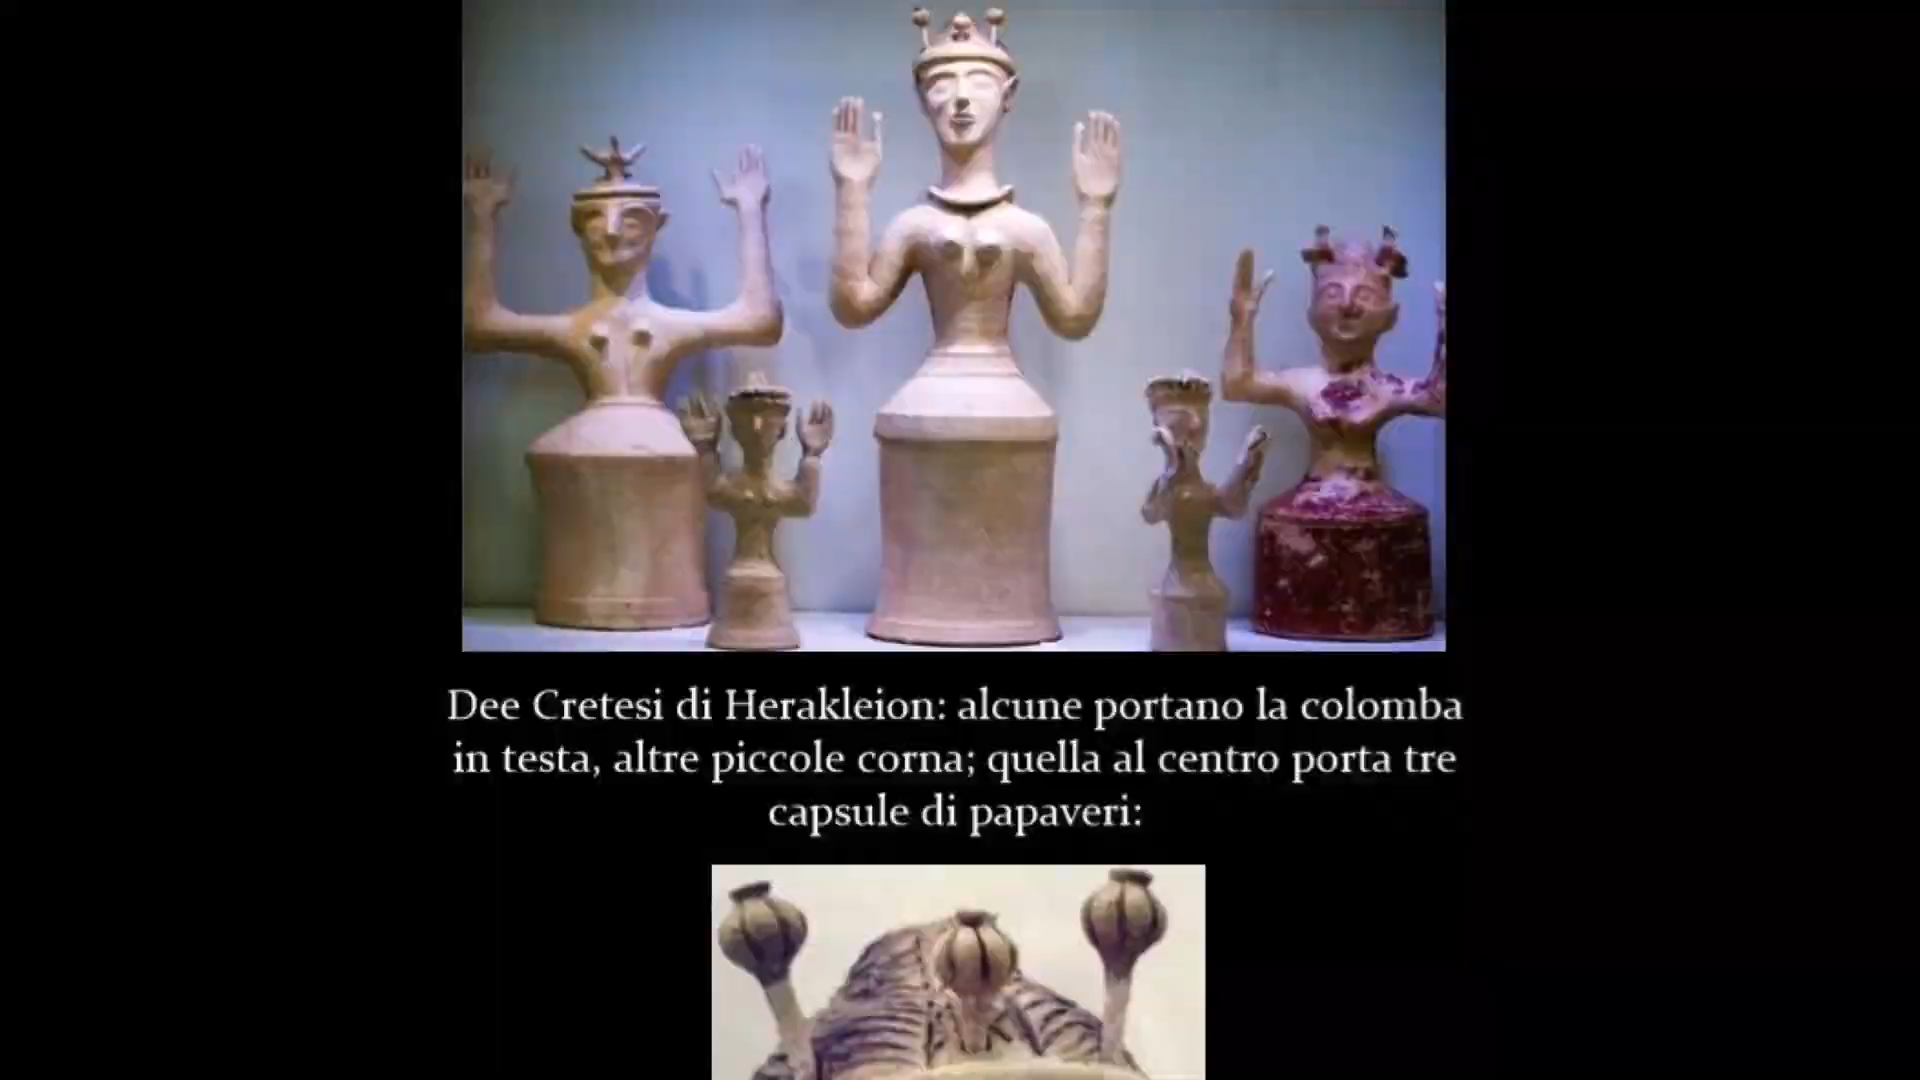 Dee Cretesi di Herakleion: alcune portano la colomba
in testa, altre piccole corna; quella al centro porta tre
capsule di papaveri: